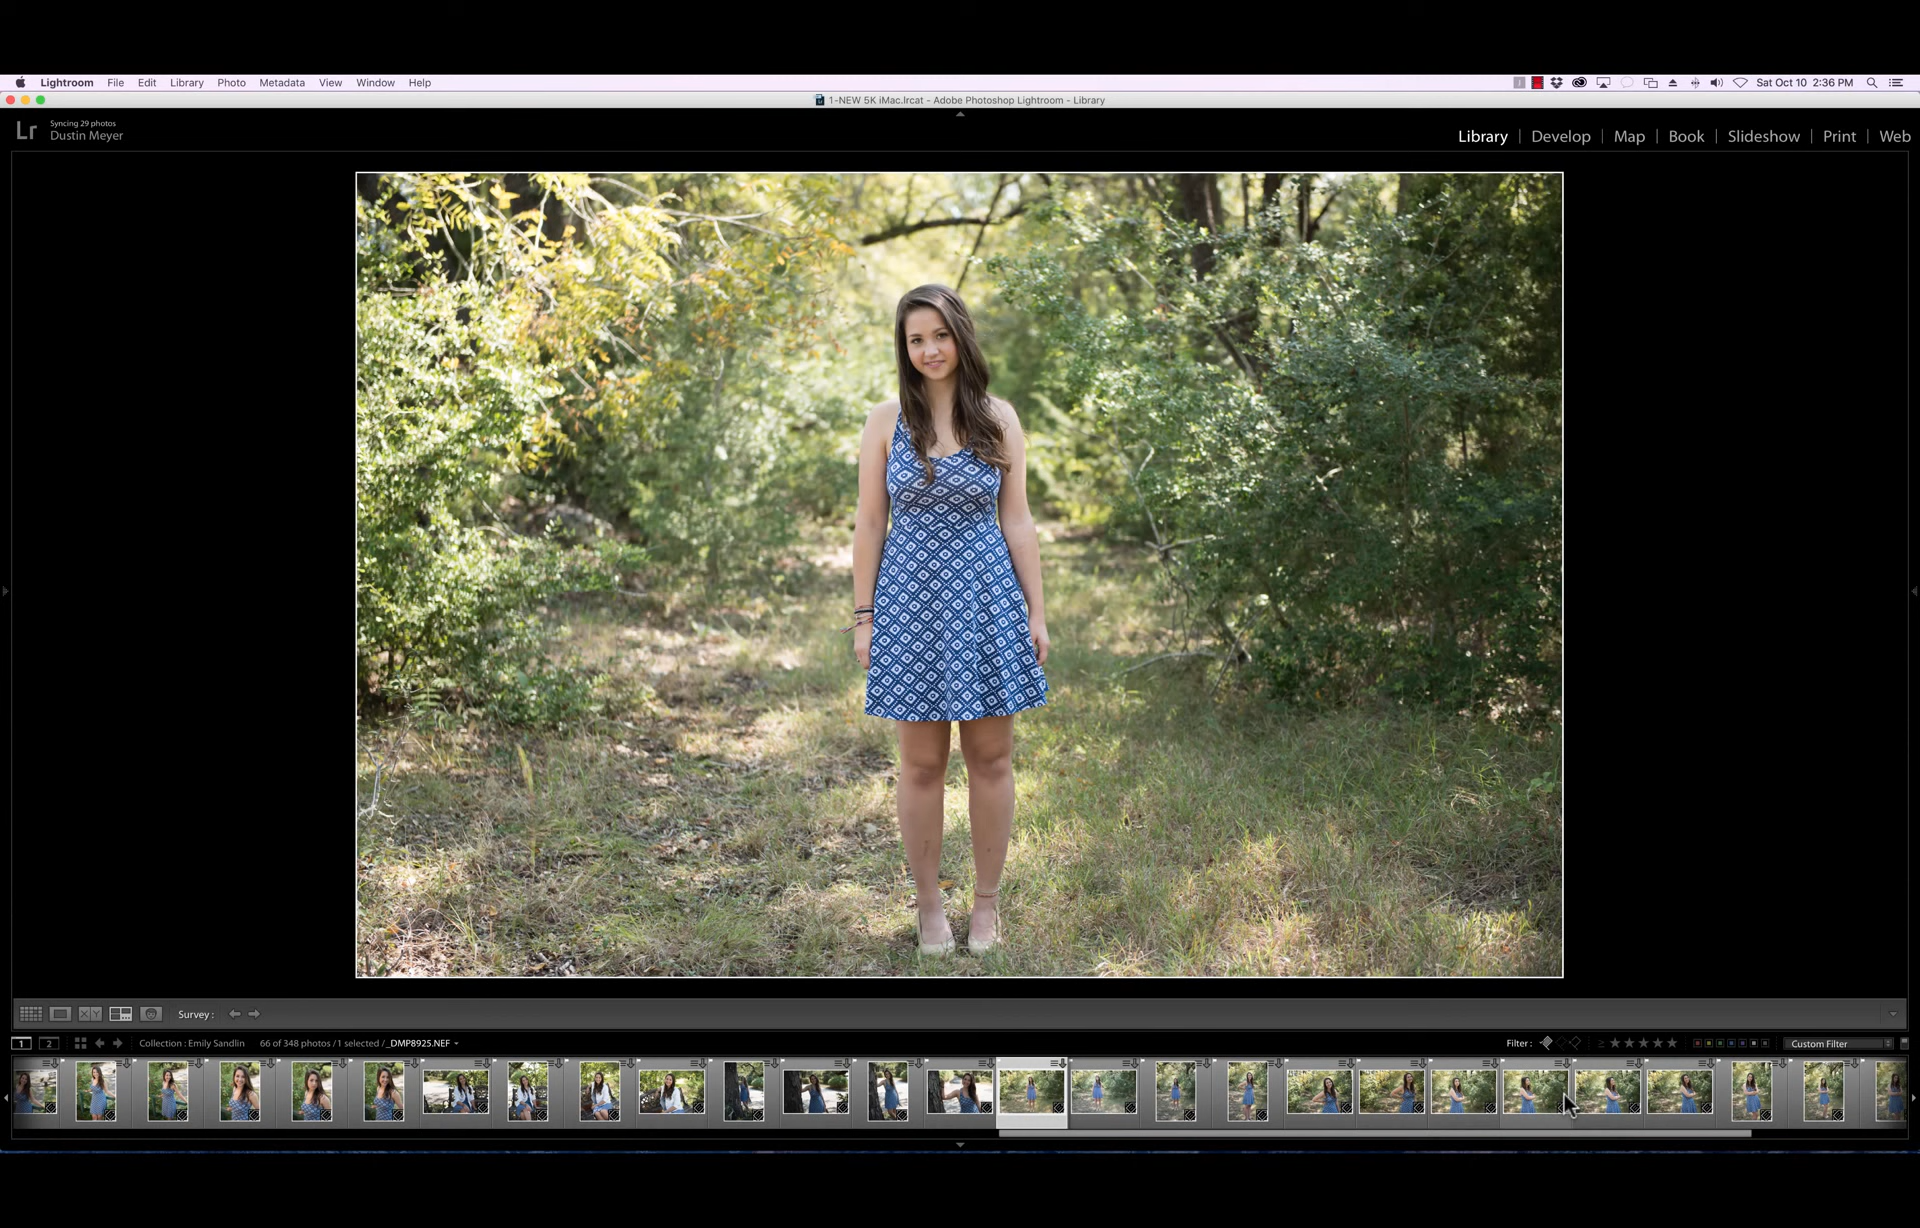 Lightroom File Edit Library Photo Metadata View Window Help Sat Oct 10 2:36 PM
1-NEW 5K iMac.lrcat - Adobe Photoshop Lightroom - Library
Lr Syncing 29 photos
Dustin Meyer
Library | Develop | Map | Book | Slideshow | Print | Web
X Y Survey :
1 2 Collection : Emily Sandlin 66 of 348 photos / 1 selected / _DMP8925.NEF Filter : ≥ ★★★★★ Custom Filter